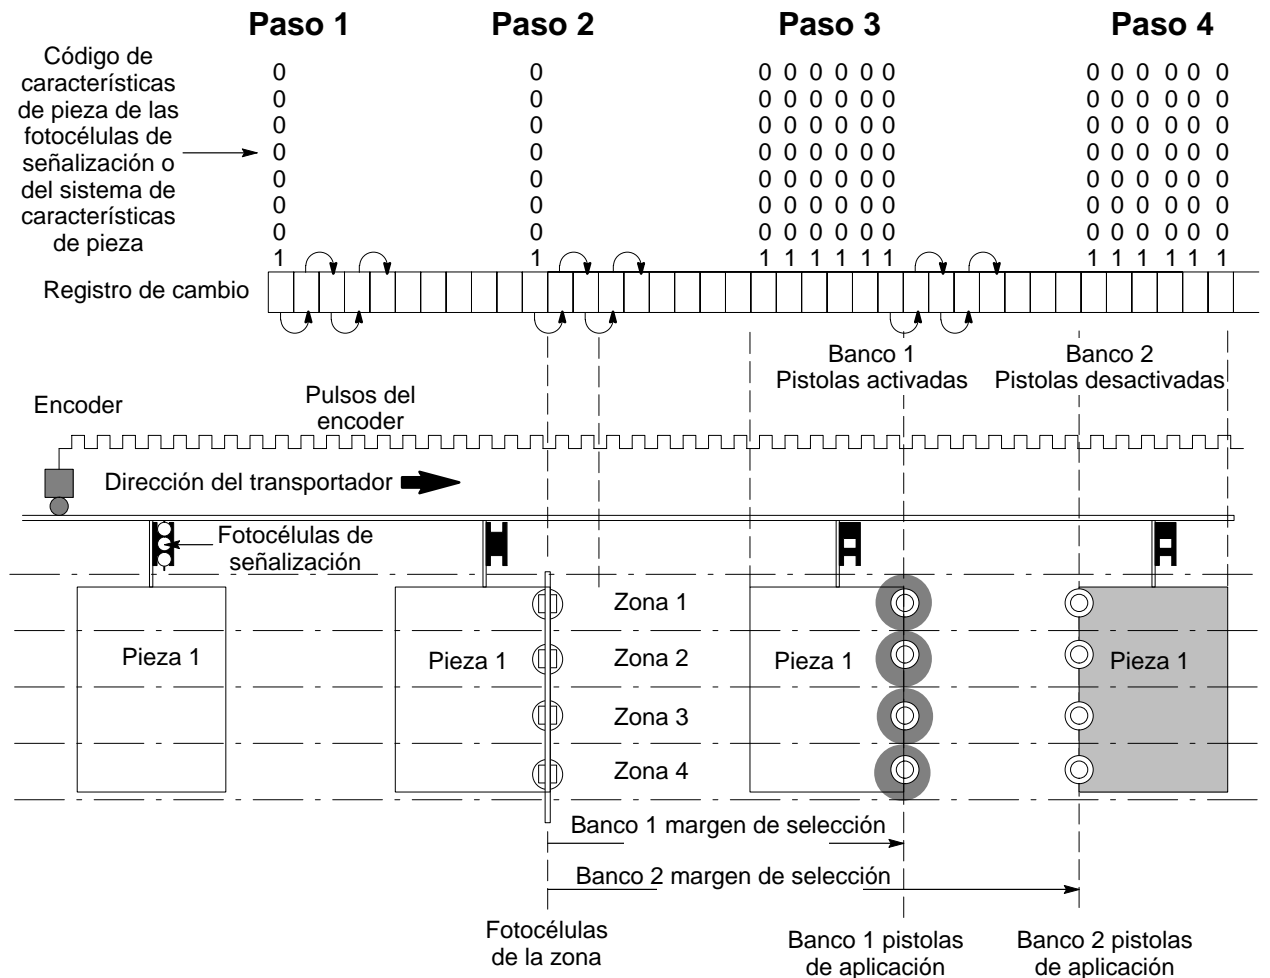 Paso 1
Paso 2
Paso 3
Paso 4
Código de
características
de pieza de las
fotocélulas de
señalización o
del sistema de
características
de pieza
0 0 0 0 0 0 0 0 0 0 0 0 0 0
0 0 0 0 0 0 0 0 0 0 0 0 0 0
0 0 0 0 0 0 0 0 0 0 0 0 0 0
0 0 0 0 0 0 0 0 0 0 0 0 0 0
0 0 0 0 0 0 0 0 0 0 0 0 0 0
0 0 0 0 0 0 0 0 0 0 0 0 0 0
0 0 0 0 0 0 0 0 0 0 0 0 0 0
1 1 1 1 1 1 1 1 1 1 1 1 1 1
Registro de cambio
Banco 1
Pistolas activadas
Banco 2
Pistolas desactivadas
Encoder
Pulsos del
encoder
Dirección del transportador
Fotocélulas de
señalización
Pieza 1
Pieza 1
Zona 1
Zona 2
Zona 3
Zona 4
Pieza 1
Pieza 1
Banco 1 margen de selección
Banco 2 margen de selección
Fotocélulas
de la zona
Banco 1 pistolas
de aplicación
Banco 2 pistolas
de aplicación